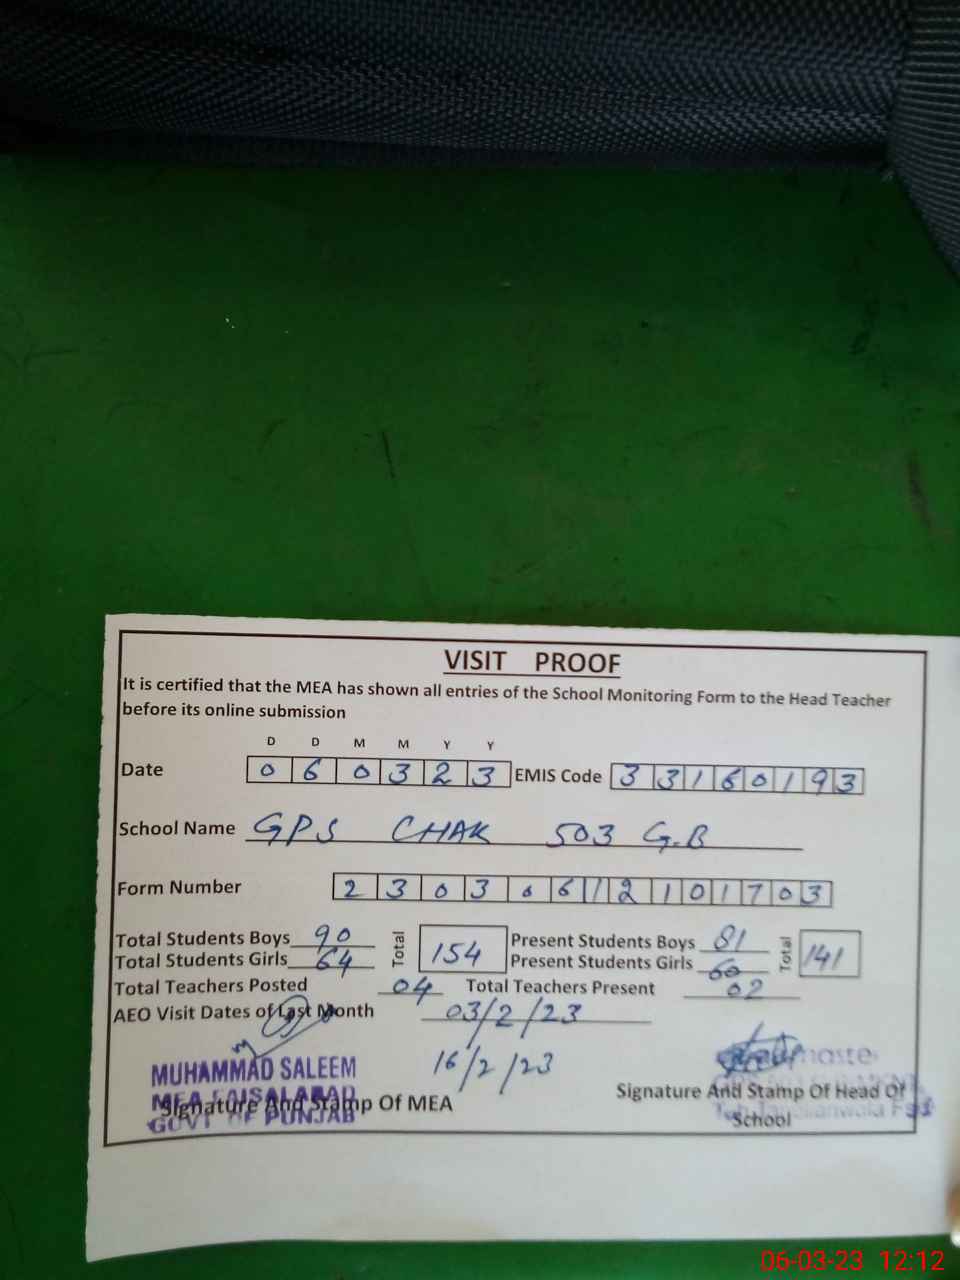 VISIT PROOF
It is certified that the MEA has shown all entries of the School Monitoring Form to the Head Teacher
before its online submission
D D M M Y Y
Date 0 6 0 3 2 3 EMIS Code 3 3 1 6 0 1 9 3
School Name GPS CHAK 503 G.B
Form Number 2 3 0 3 0 6 1 2 1 0 1 7 0 3
Total Students Boys 90 Total 154 Present Students Boys 81 Total 141
Total Students Girls 64 Present Students Girls 60
Total Teachers Posted 04 Total Teachers Present 02
AEO Visit Dates of Last Month 03/2/23
16/2/23
MUHAMMAD SALEEM
MEA FAISALABAD
GOVT OF PUNJAB
Signature And Stamp Of MEA
Signature And Stamp Of Head Of
School
06-03-23 12:12